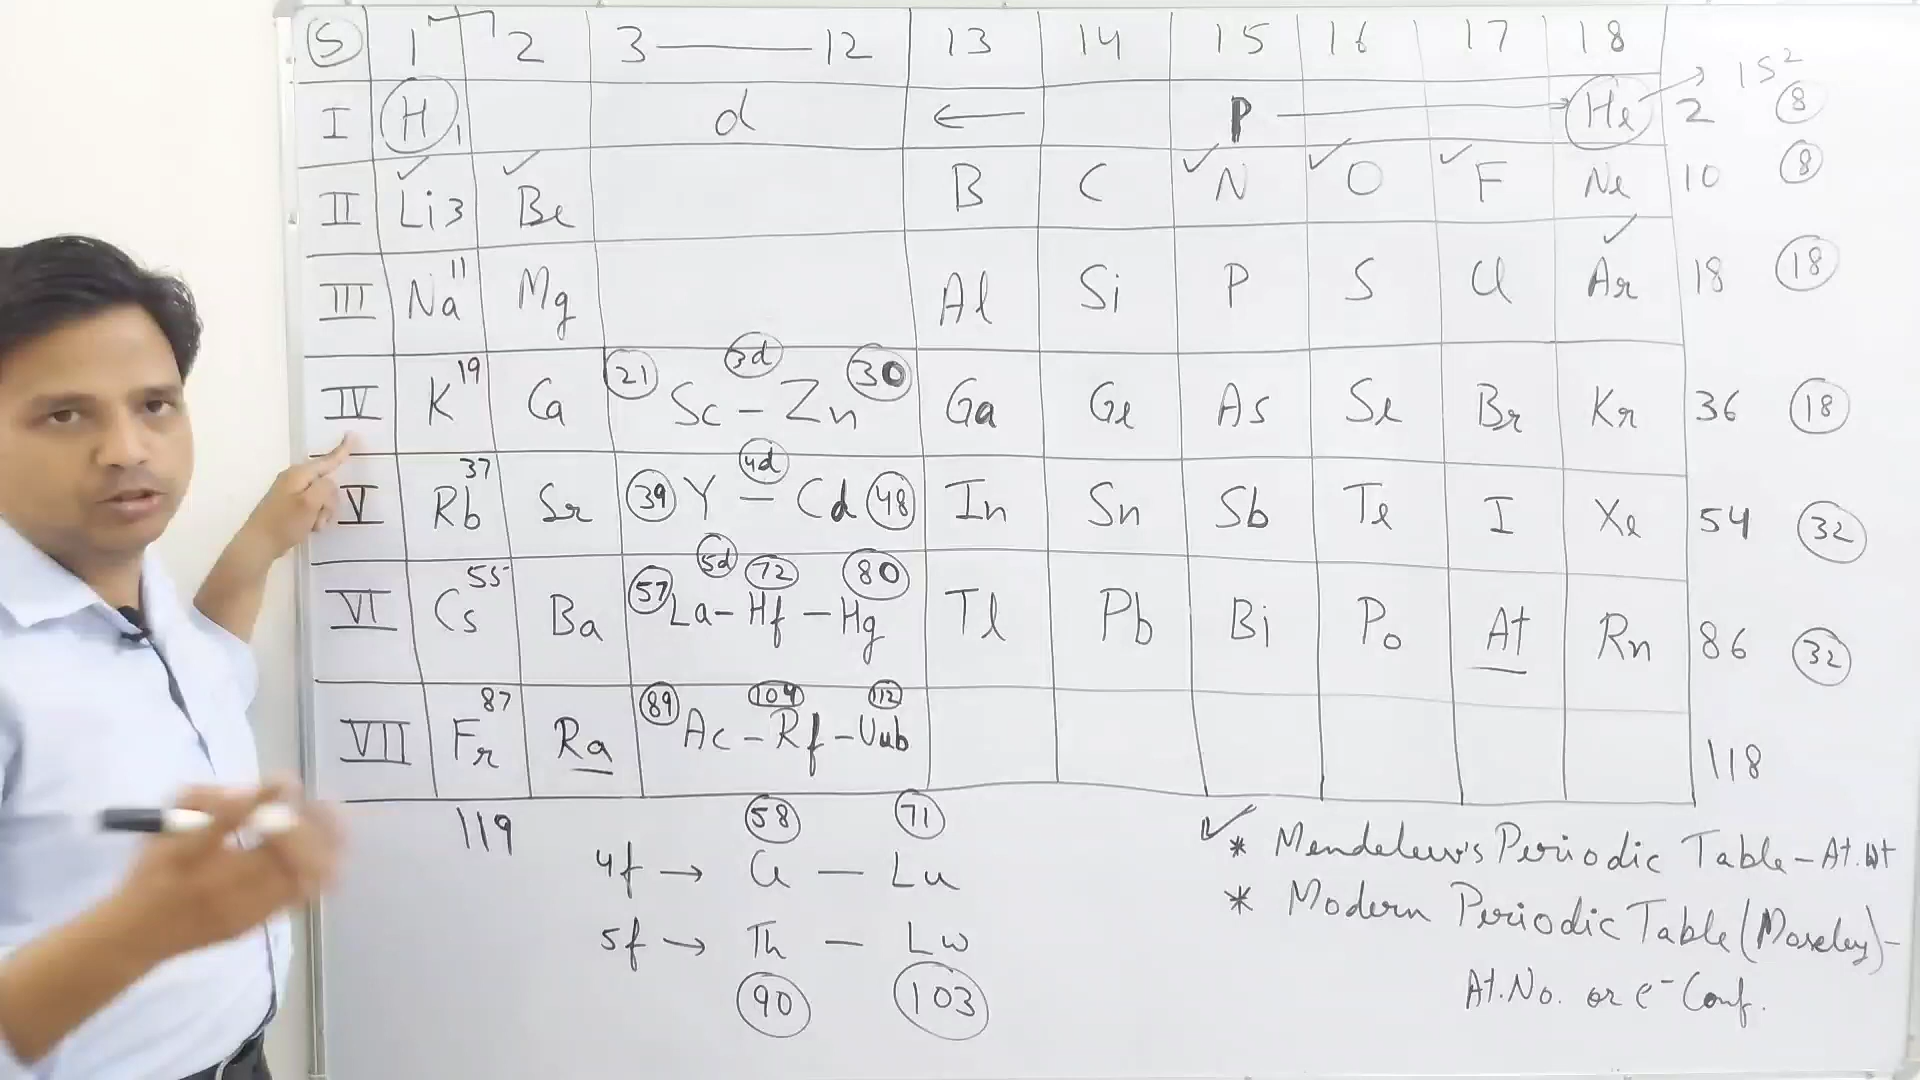 S 1 2 3 — 12 13 14 15 16 17 18
1S²
I H 1 d ← P → He 2 8
II Li 3 Be B C N O F Ne 10 8
III Na 11 Mg Al Si P S Cl Ar 18 18
IV K 19 Ca 21 Sc – 3d Zn 30 Ga Ge As Se Br Kr 36 18
V Rb 37 Sr 39 Y – 4d Cd 48 In Sn Sb Te I Xe 54 32
VI Cs 55 Ba 57 La – 5d 72 Hf – 80 Hg Tl Pb Bi Po At Rn 86 32
VII Fr 87 Ra 89 Ac – 104 Rf – 112 Uub 118
119
58 71
4f → Ce — Lu
5f → Th — Lw
90 103
* Mendeleev's Periodic Table – At. Wt
* Modern Periodic Table (Moseley) –
At. No. or e⁻ Conf.